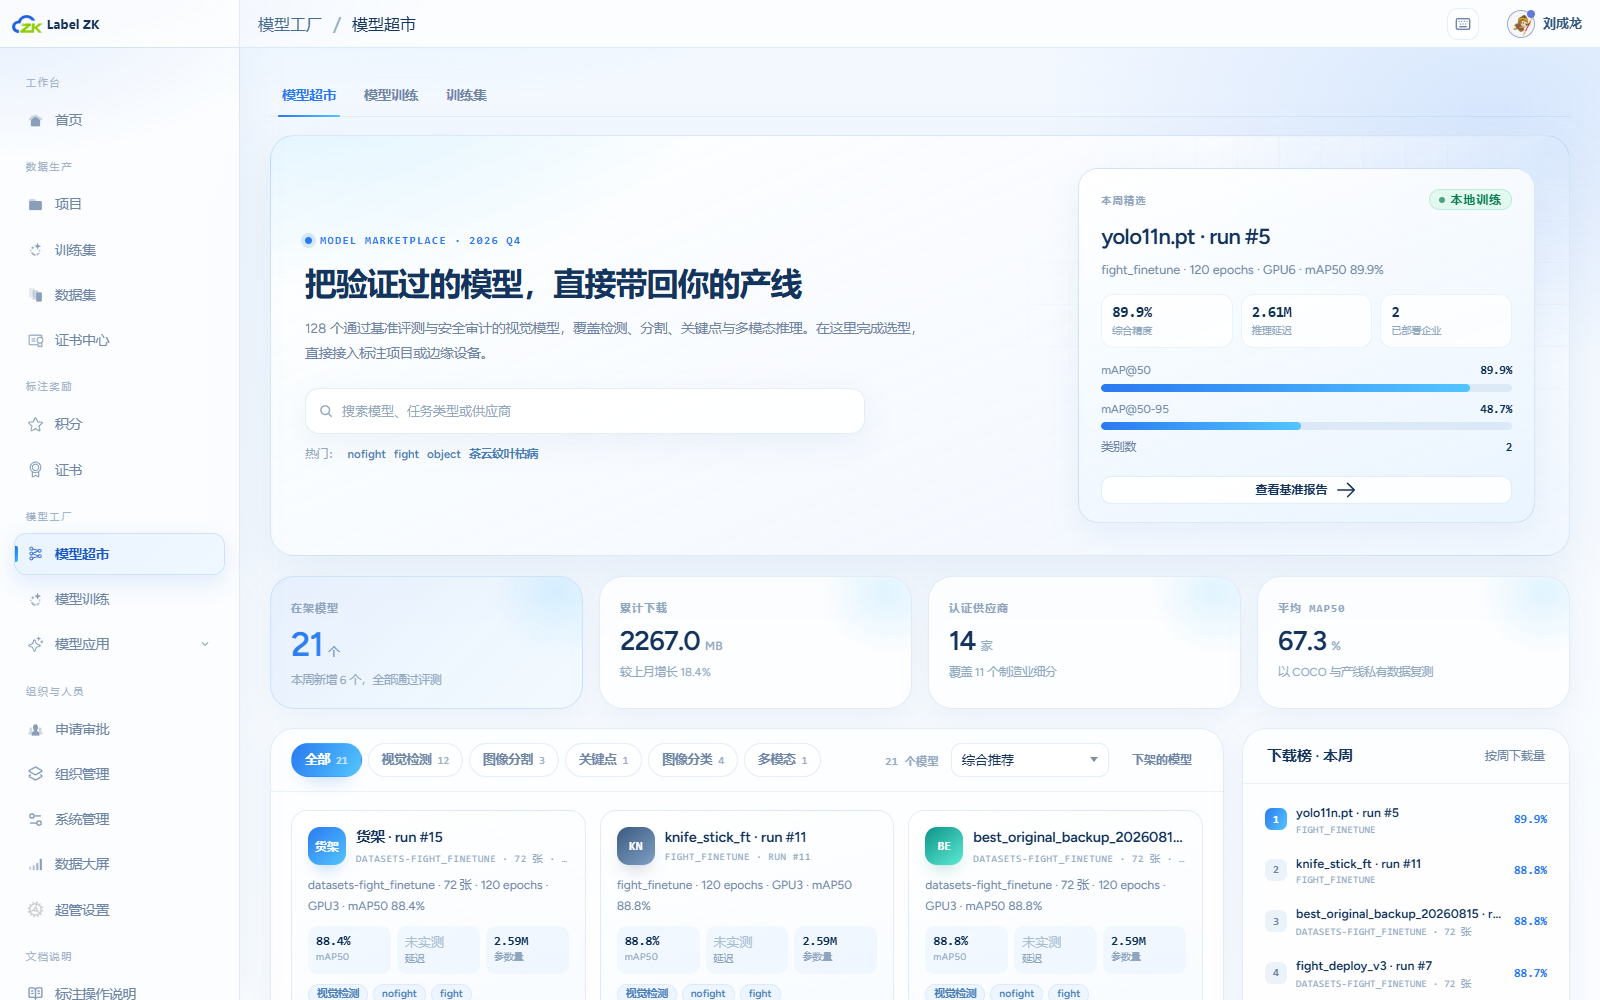 Label ZK
模型工厂 / 模型超市
刘成龙
工作台
首页
数据生产
项目
训练集
数据集
证书中心
标注奖励
积分
证书
模型工厂
模型超市
模型训练
模型应用
组织与人员
申请审批
组织管理
系统管理
数据大屏
超管设置
文档说明
标注操作说明
模型超市 模型训练 训练集
MODEL MARKETPLACE · 2026 Q4
把验证过的模型，直接带回你的产线
128 个通过基准评测与安全审计的视觉模型，覆盖检测、分割、关键点与多模态推理。在这里完成选型，
直接接入标注项目或边缘设备。
搜索模型、任务类型或供应商
热门： nofight fight object 茶云纹叶枯病
本周精选
本地训练
yolo11n.pt · run #5
fight_finetune · 120 epochs · GPU6 · mAP50 89.9%
89.9%
综合精度
2.61M
推理延迟
2
已部署企业
mAP@50 89.9%
mAP@50-95 48.7%
类别数 2
查看基准报告
在架模型
21 个
本周新增 6 个，全部通过评测
累计下载
2267.0 MB
较上月增长 18.4%
认证供应商
14 家
覆盖 11 个制造业细分
平均 MAP50
67.3 %
以 COCO 与产线私有数据复测
全部 21 视觉检测 12 图像分割 3 关键点 1 图像分类 4 多模态 1
21 个模型 综合推荐 下架的模型
货架
货架 · run #15
DATASETS-FIGHT_FINETUNE · 72 张 · …
datasets-fight_finetune · 72 张 · 120 epochs ·
GPU3 · mAP50 88.4%
88.4%
mAP50
未实测
延迟
2.59M
参数量
视觉检测 nofight fight
KN
knife_stick_ft · run #11
FIGHT_FINETUNE · RUN #11
fight_finetune · 120 epochs · GPU3 · mAP50
88.8%
88.8%
mAP50
未实测
延迟
2.59M
参数量
视觉检测 nofight fight
BE
best_original_backup_2026081…
DATASETS-FIGHT_FINETUNE · 72 张 · …
datasets-fight_finetune · 72 张 · 120 epochs ·
GPU3 · mAP50 88.8%
88.8%
mAP50
未实测
延迟
2.59M
参数量
视觉检测 nofight fight
下载榜 · 本周 按周下载量
1 yolo11n.pt · run #5 89.9%
FIGHT_FINETUNE
2 knife_stick_ft · run #11 88.8%
FIGHT_FINETUNE
3 best_original_backup_20260815 · r… 88.8%
DATASETS-FIGHT_FINETUNE · 72 张
4 fight_deploy_v3 · run #7 88.7%
DATASETS-FIGHT_FINETUNE · 72 张